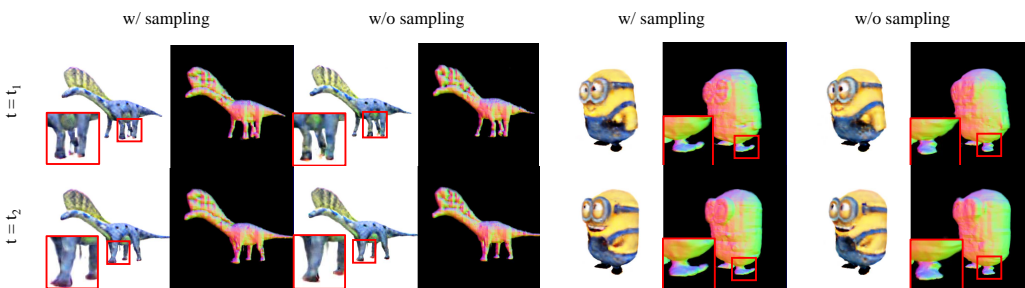 w/ sampling w/o sampling w/ sampling w/o sampling
t = t1
t = t2